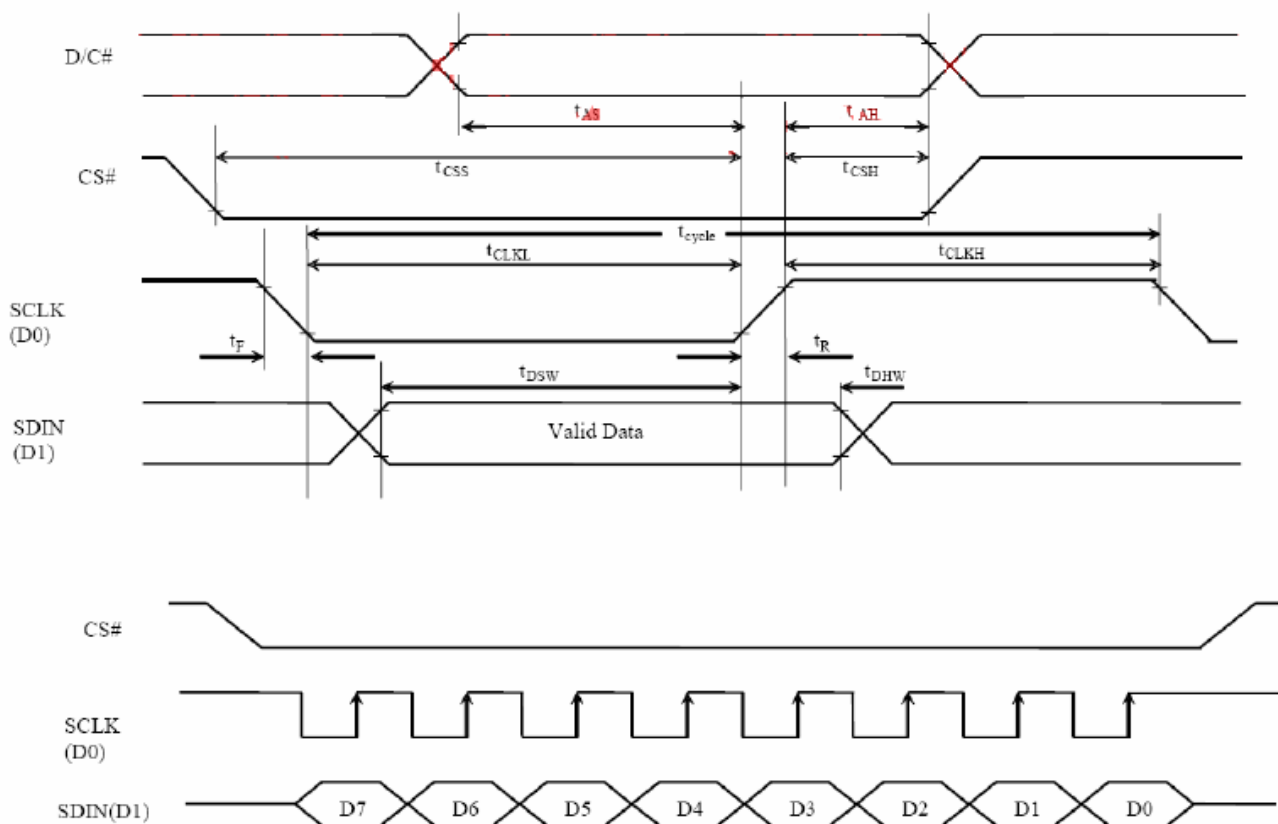 D/C#
tAS
tAH
CS#
tCSS
tCSH
tcycle
tCLKL
tCLKH
SCLK
(D0)
tF
tR
tDSW
tDHW
SDIN
(D1)
Valid Data
CS#
SCLK
(D0)
SDIN(D1)
D7 D6 D5 D4 D3 D2 D1 D0